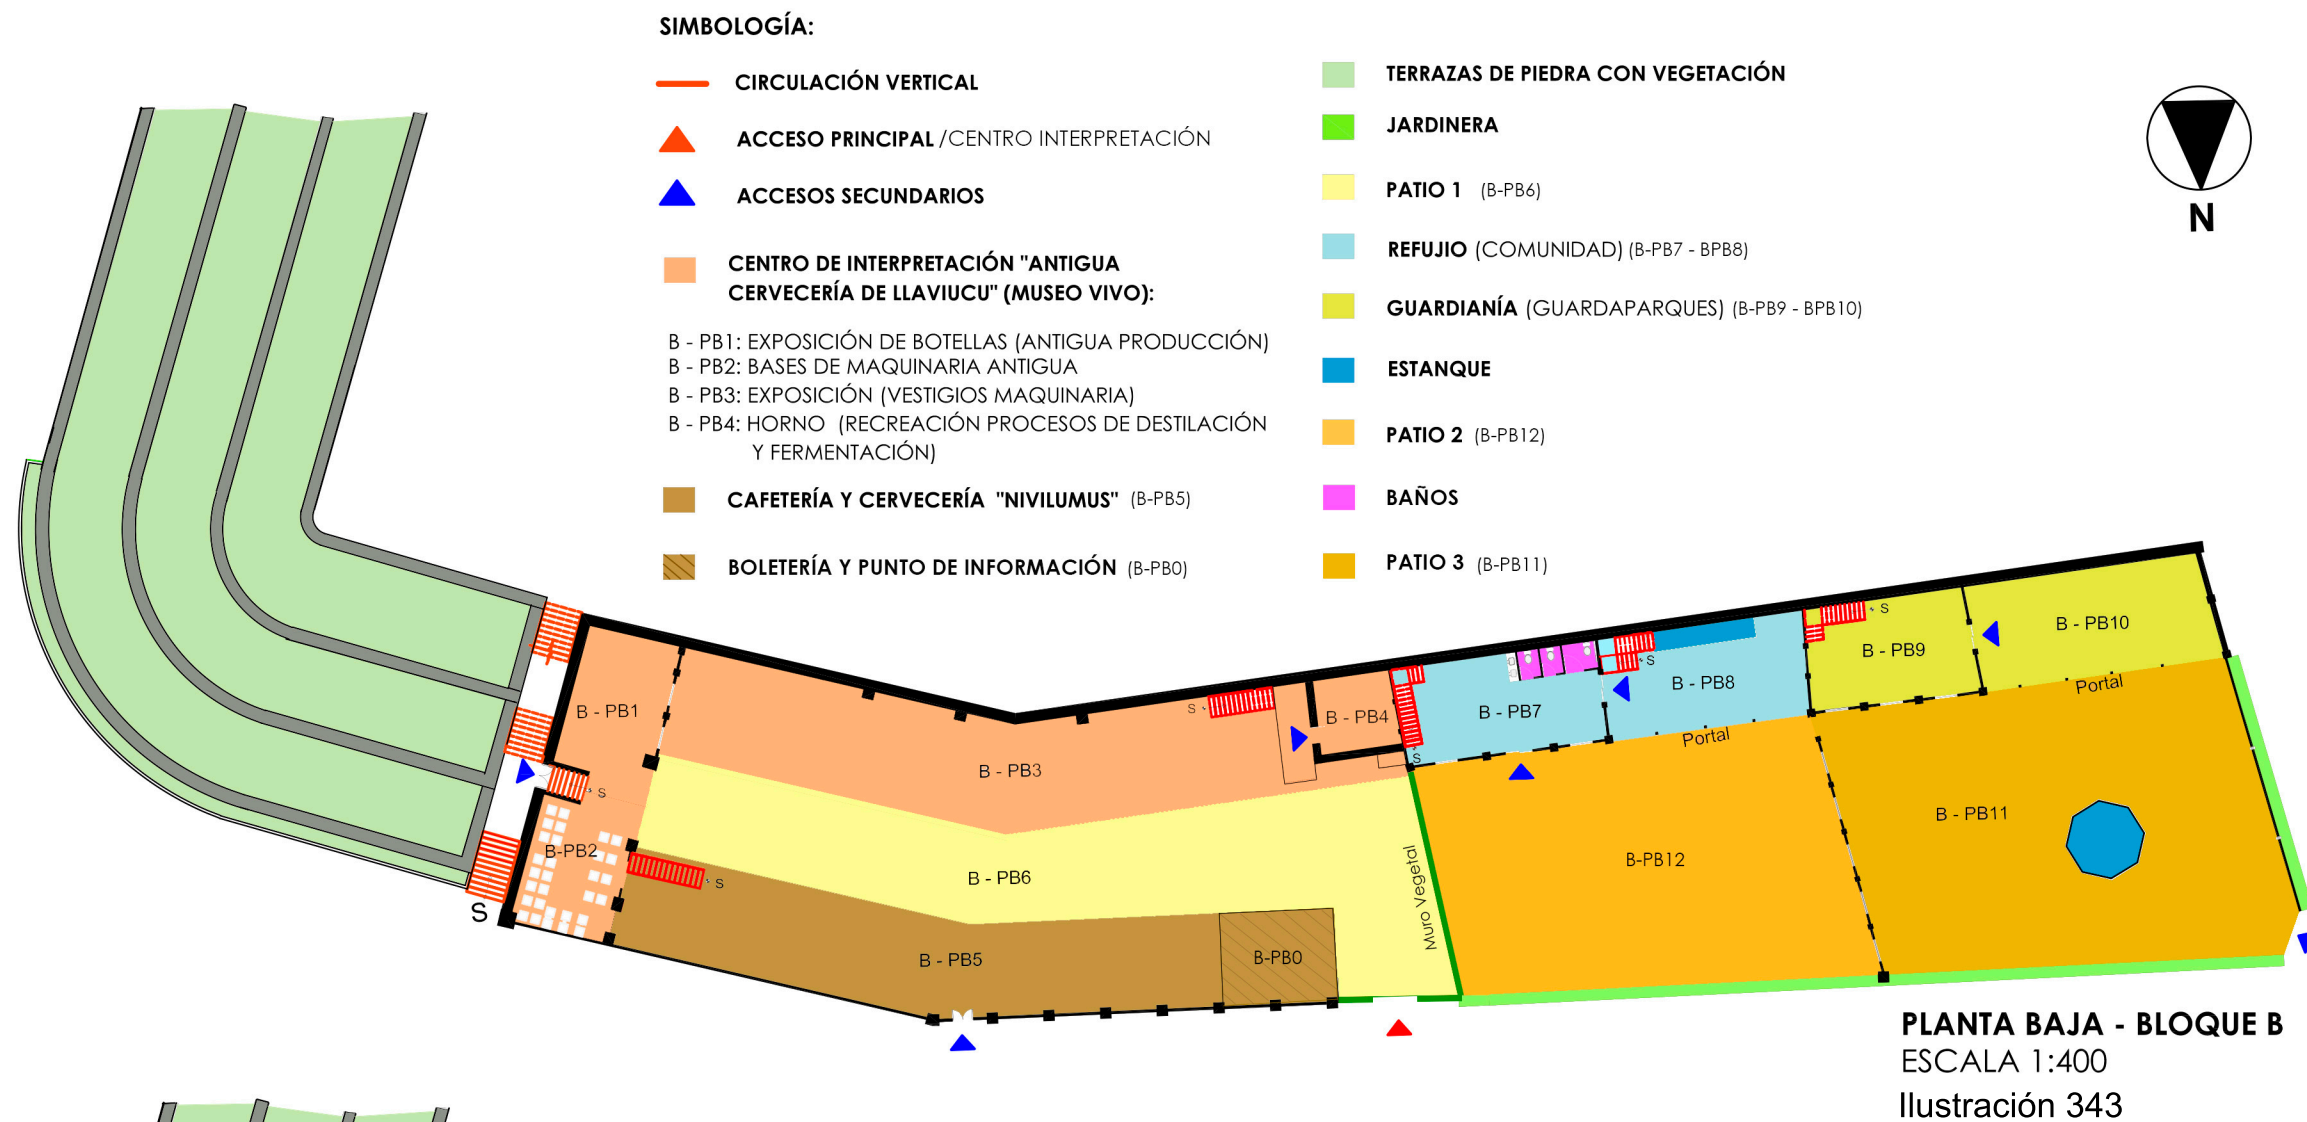 SIMBOLOGÍA:
CIRCULACIÓN VERTICAL
ACCESO PRINCIPAL /CENTRO INTERPRETACIÓN
ACCESOS SECUNDARIOS
CENTRO DE INTERPRETACIÓN "ANTIGUA
CERVECERÍA DE LLAVIUCU" (MUSEO VIVO):
B - PB1: EXPOSICIÓN DE BOTELLAS (ANTIGUA PRODUCCIÓN)
B - PB2: BASES DE MAQUINARIA ANTIGUA
B - PB3: EXPOSICIÓN (VESTIGIOS MAQUINARIA)
B - PB4: HORNO (RECREACIÓN PROCESOS DE DESTILACIÓN
Y FERMENTACIÓN)
CAFETERÍA Y CERVECERÍA "NIVILUMUS" (B-PB5)
BOLETERÍA Y PUNTO DE INFORMACIÓN (B-PB0)
TERRAZAS DE PIEDRA CON VEGETACIÓN
JARDINERA
PATIO 1 (B-PB6)
REFUJIO (COMUNIDAD) (B-PB7 - BPB8)
GUARDIANÍA (GUARDAPARQUES) (B-PB9 - BPB10)
ESTANQUE
PATIO 2 (B-PB12)
BAÑOS
PATIO 3 (B-PB11)
N
B - PB1
B-PB2
B - PB3
B - PB4
B - PB5
B-PB0
B - PB6
B - PB7
B - PB8
B - PB9
B - PB10
B - PB11
B-PB12
Portal
Portal
Muro Vegetal
S
S
S
S
S
S
S
PLANTA BAJA - BLOQUE B
ESCALA 1:400
Ilustración 343